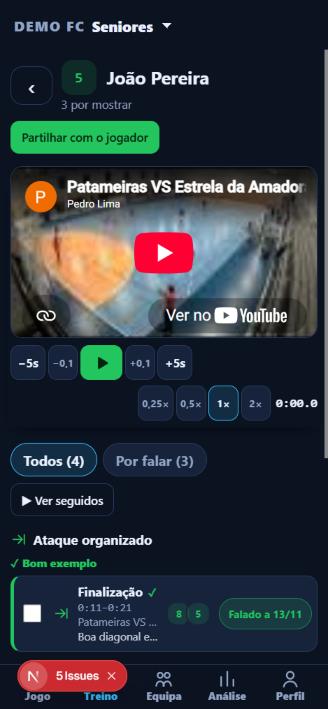 DEMO FC Seniores
5 João Pereira
3 por mostrar
Partilhar com o jogador
P Patameiras VS Estrela da Amador
Pedro Lima
Ver no YouTube
−5s −0,1 +0,1 +5s
0,25× 0,5× 1× 2× 0:00.0
Todos (4) Por falar (3)
▶ Ver seguidos
Ataque organizado
✓ Bom exemplo
Finalização ✓
0:11–0:21
Patameiras VS …
Boa diagonal e…
8 5 Falado a 13/11
N 5 Issues ×
Jogo Treino Equipa Análise Perfil